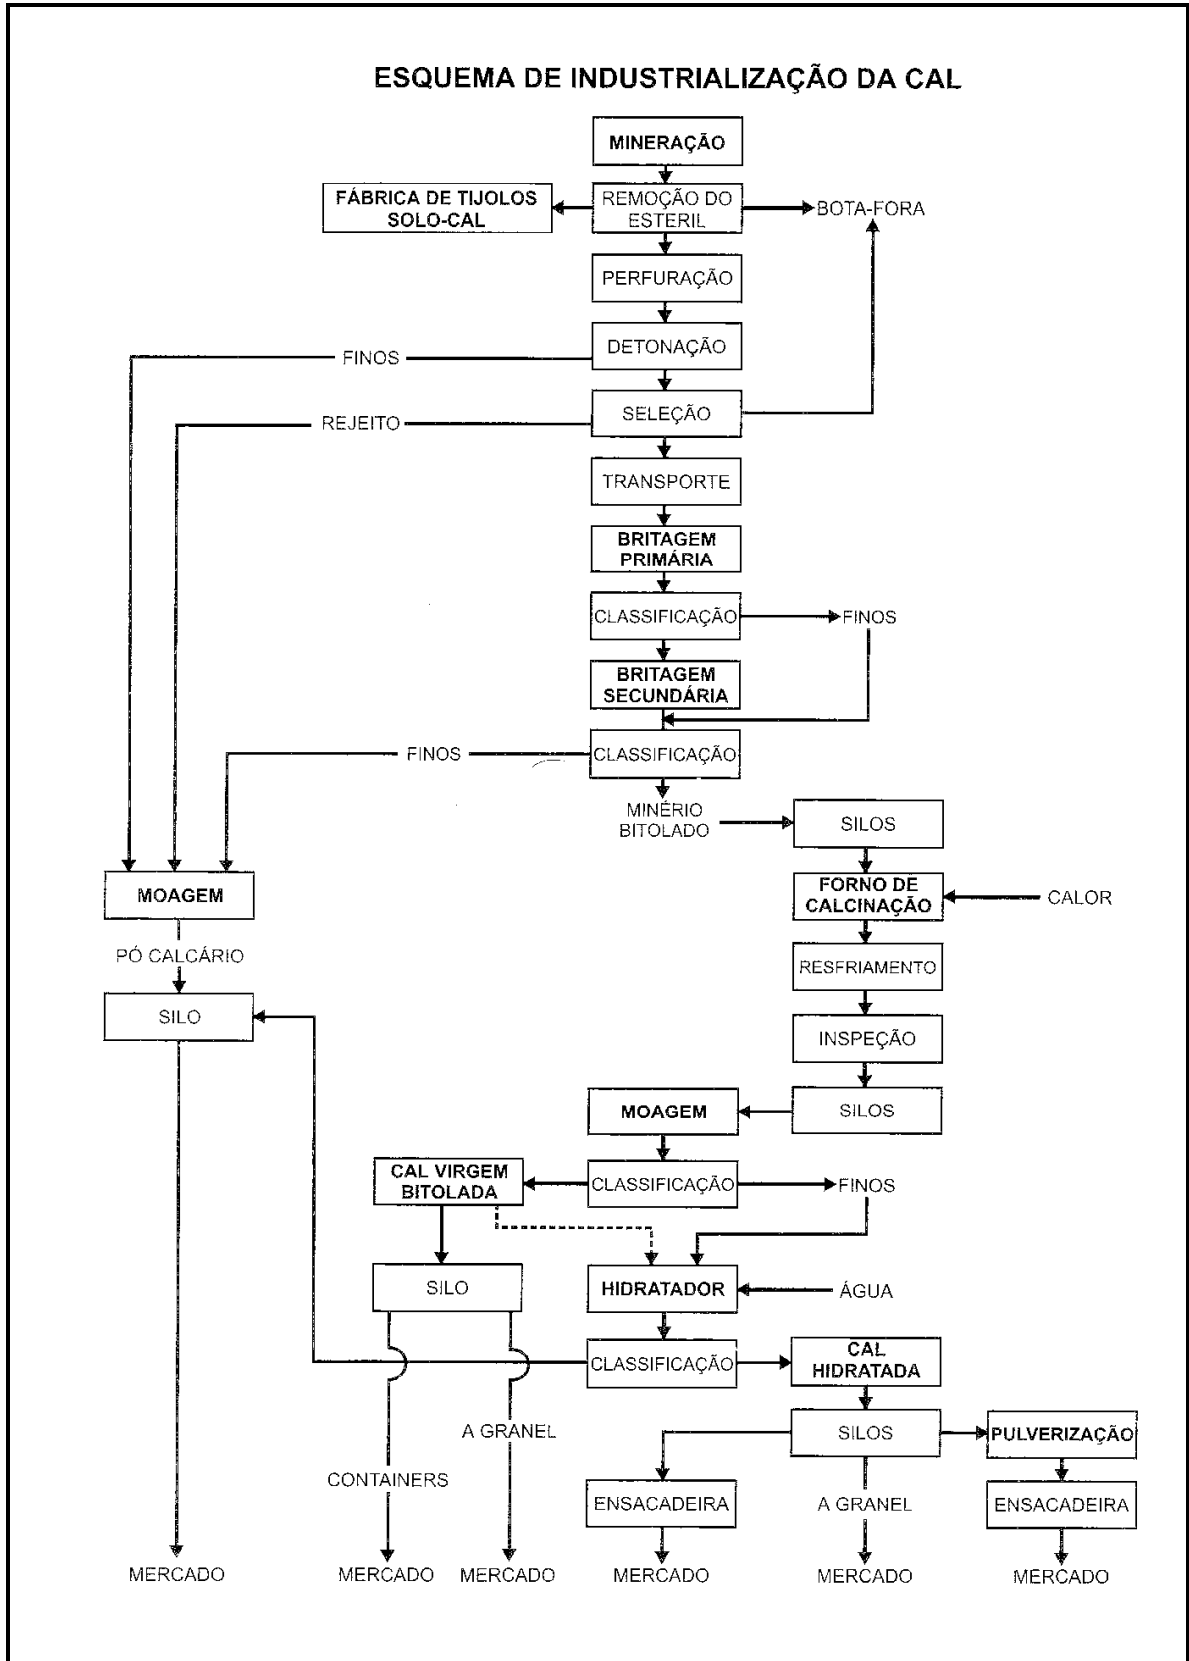 ESQUEMA DE INDUSTRIALIZAÇÃO DA CAL
MINERAÇÃO
FÁBRICA DE TIJOLOS
SOLO-CAL
REMOÇÃO DO
ESTERIL
BOTA-FORA
PERFURAÇÃO
DETONAÇÃO
FINOS
SELEÇÃO
REJEITO
TRANSPORTE
BRITAGEM
PRIMÁRIA
CLASSIFICAÇÃO
FINOS
BRITAGEM
SECUNDÁRIA
FINOS
CLASSIFICAÇÃO
MINÉRIO
BITOLADO
SILOS
MOAGEM
FORNO DE
CALCINAÇÃO
CALOR
PÓ CALCÁRIO
RESFRIAMENTO
SILO
INSPEÇÃO
MOAGEM
SILOS
CAL VIRGEM
BITOLADA
CLASSIFICAÇÃO
FINOS
SILO
HIDRATADOR
ÁGUA
CLASSIFICAÇÃO
CAL
HIDRATADA
A GRANEL
SILOS
PULVERIZAÇÃO
CONTAINERS
ENSACADEIRA
A GRANEL
ENSACADEIRA
MERCADO
MERCADO
MERCADO
MERCADO
MERCADO
MERCADO